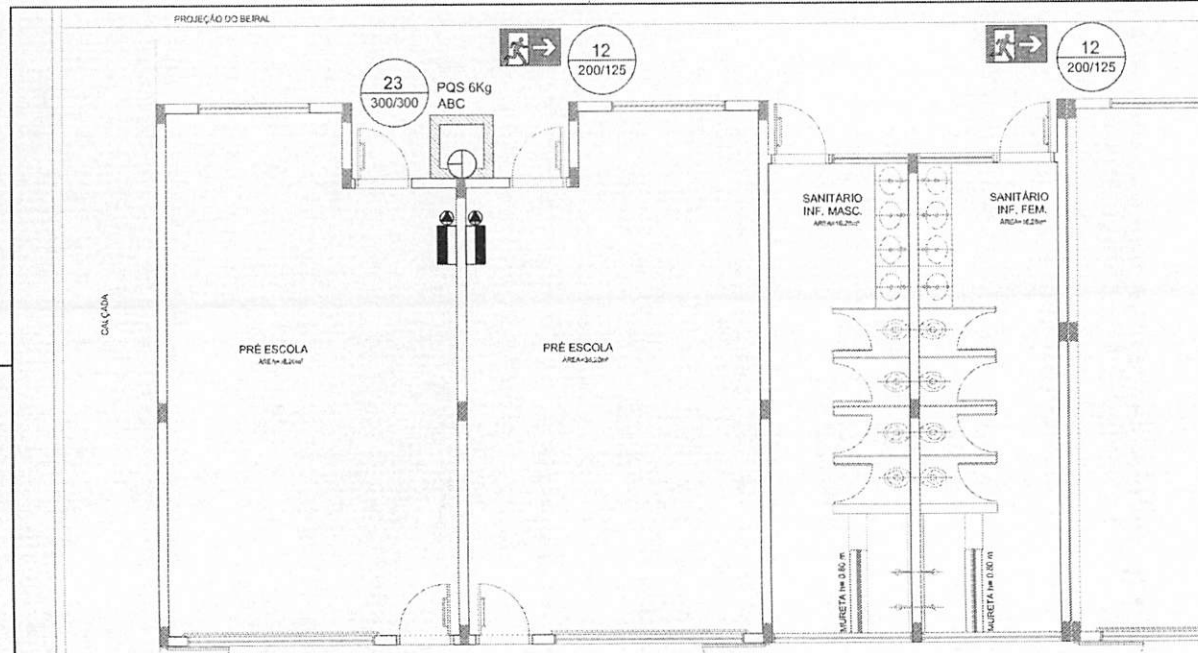 PROJEÇÃO DO BEIRAL
12
200/125
12
200/125
23
300/300
PQS 6Kg
ABC
SANITÁRIO
INF. MASC.
SANITÁRIO
INF. FEM.
CALÇADA
PRÉ ESCOLA
PRÉ ESCOLA
MURETA h= 0.80 m
MURETA h= 0.80 m